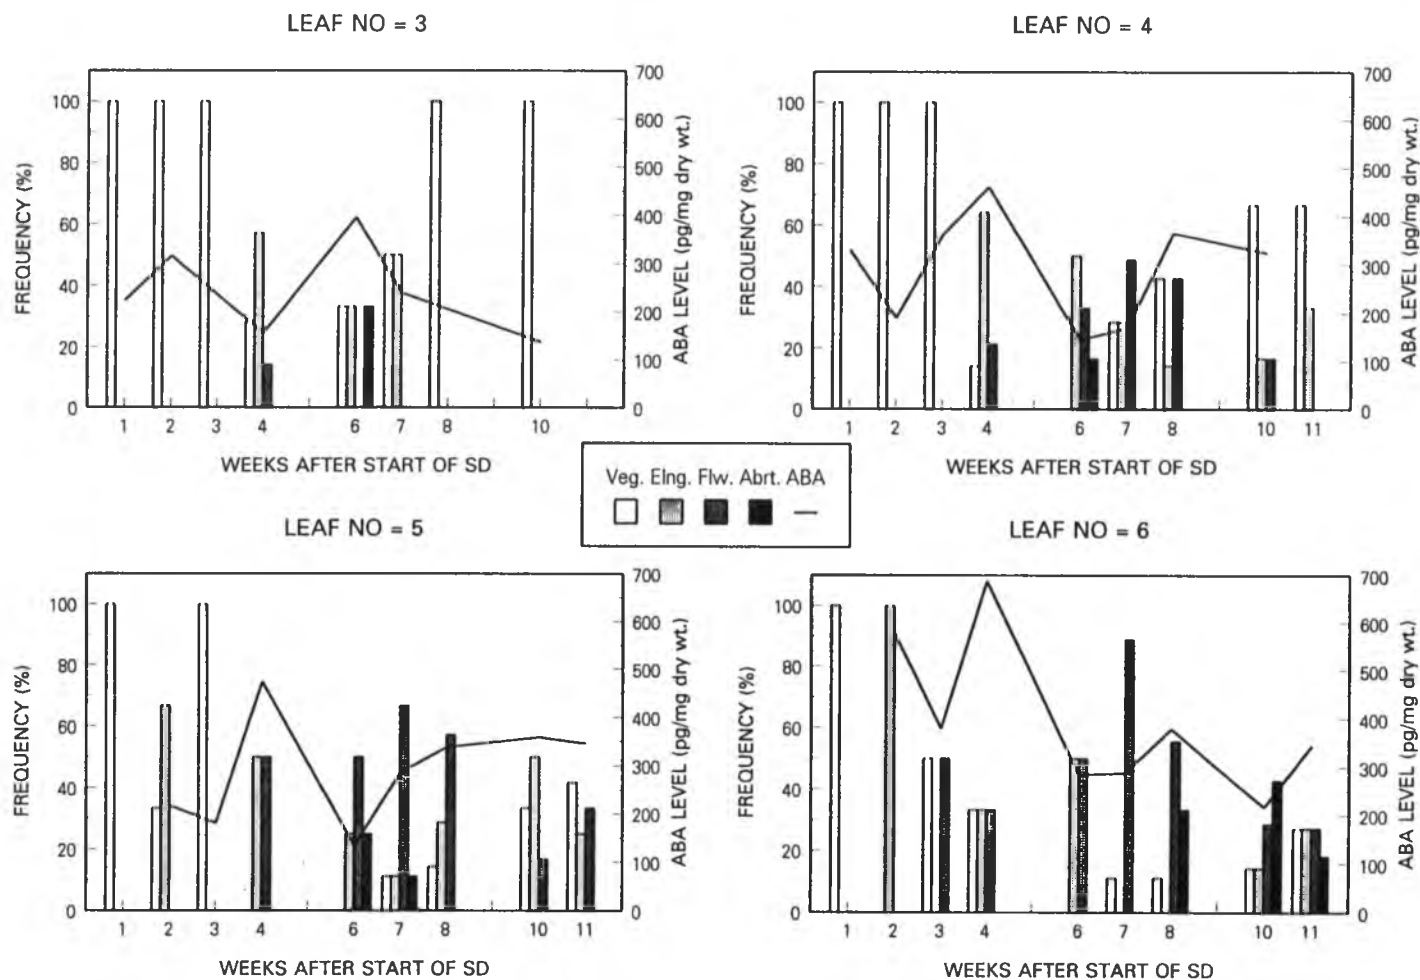 LEAF NO = 3
FREQUENCY (%)
100
80
60
40
20
0
700
600
500
400
300
200
100
0
ABA LEVEL (pg/mg dry wt.)
1 2 3 4 6 7 8 10
WEEKS AFTER START OF SD
LEAF NO = 4
FREQUENCY (%)
100
80
60
40
20
0
700
600
500
400
300
200
100
0
ABA LEVEL (pg/mg dry wt.)
1 2 3 4 6 7 8 10 11
WEEKS AFTER START OF SD
Veg. Elng. Flw. Abrt. ABA
LEAF NO = 5
FREQUENCY (%)
100
80
60
40
20
0
700
600
500
400
300
200
100
0
ABA LEVEL (pg/mg dry wt.)
1 2 3 4 6 7 8 10 11
WEEKS AFTER START OF SD
LEAF NO = 6
FREQUENCY (%)
100
80
60
40
20
0
700
600
500
400
300
200
100
0
ABA LEVEL (pg/mg dry wt.)
1 2 3 4 6 7 8 10 11
WEEKS AFTER START OF SD